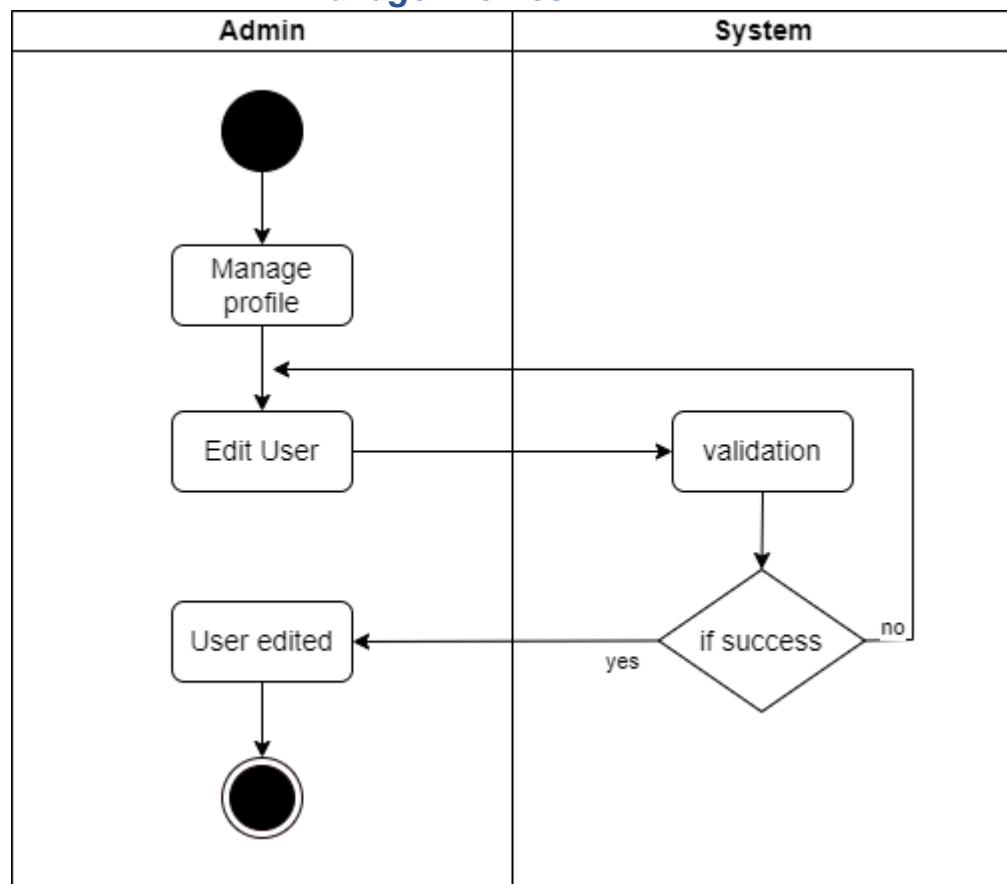 Admin
System
Manage
profile
Edit User
validation
User edited
if success
no
yes